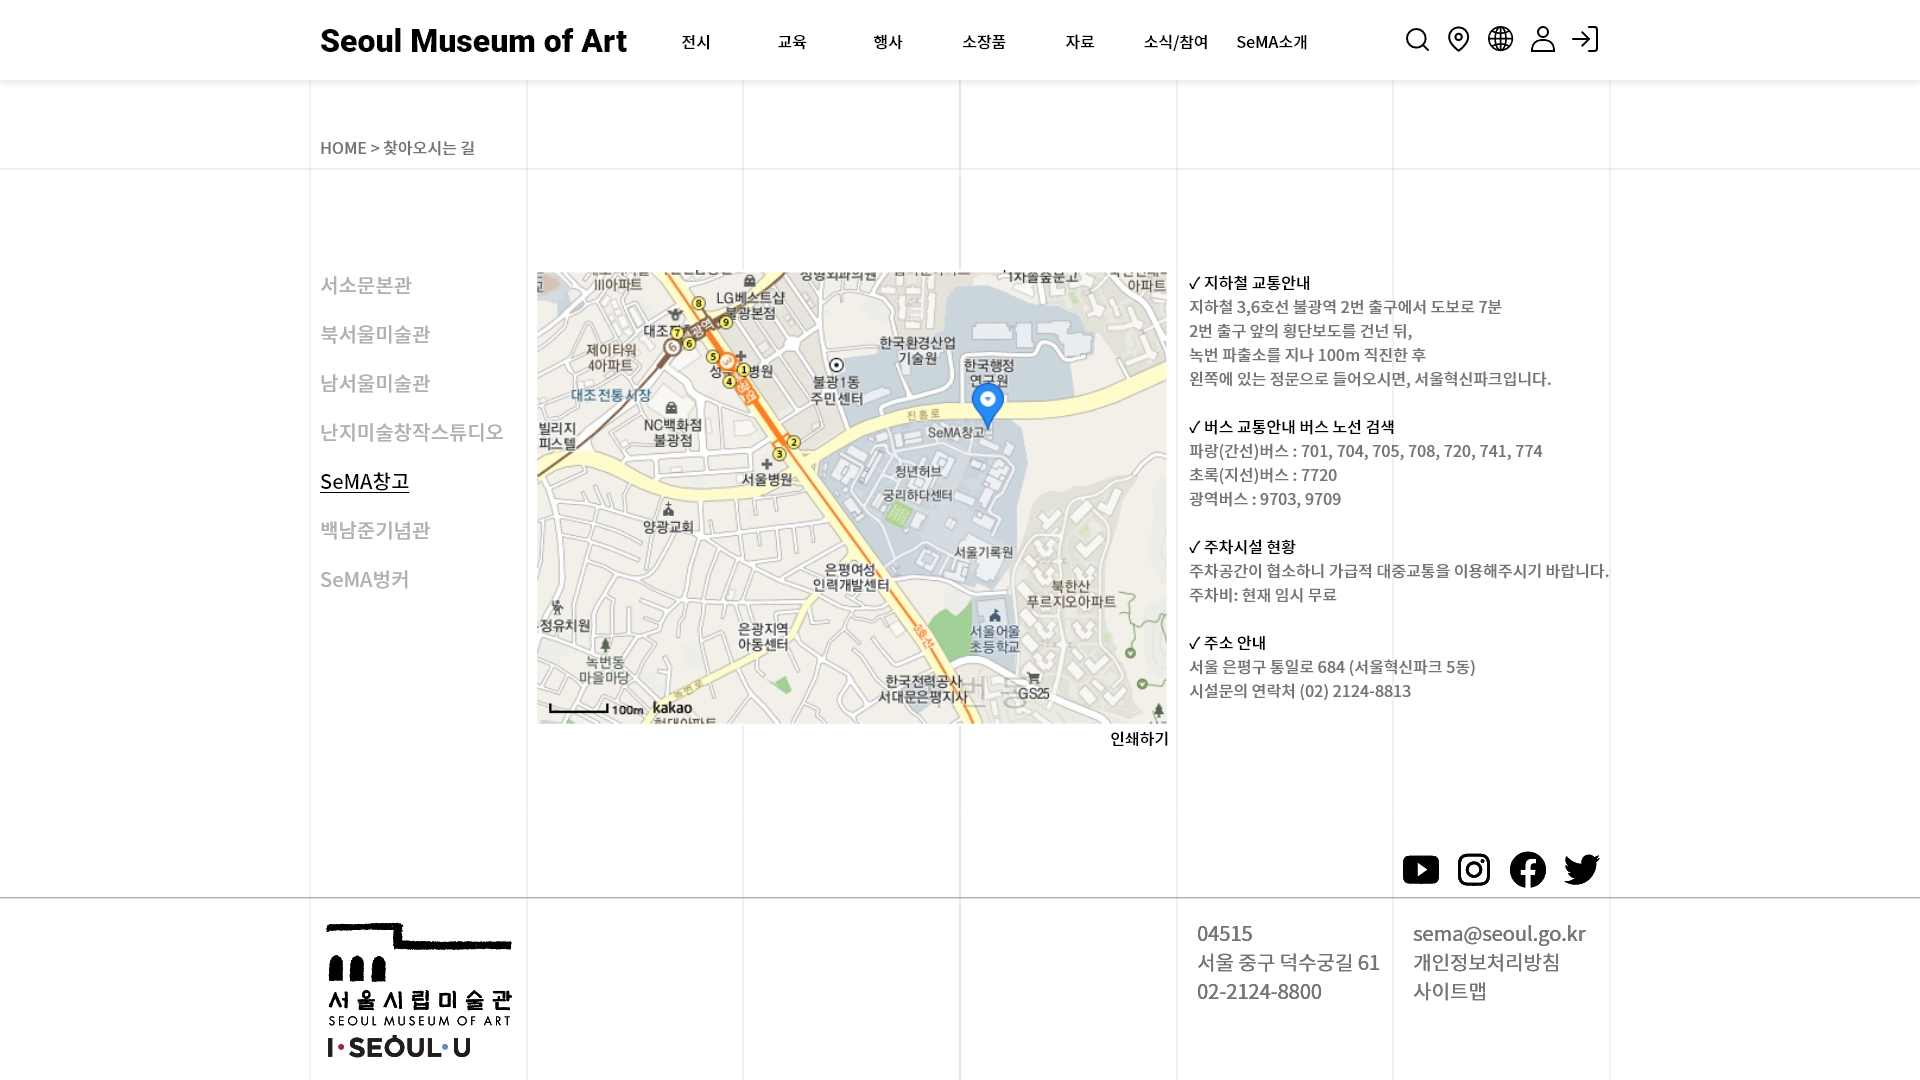 Seoul Museum of Art
전시
교육
행사
소장품
자료
소식/참여
SeMA소개
HOME > 찾아오시는 길
서소문본관
북서울미술관
남서울미술관
난지미술창작스튜디오
SeMA창고
백남준기념관
SeMA벙커
III아파트
LG베스트샵
불광본점
아파트
8
9
7
6
5
1
4
2
3
제이타워
4아파트
대조전통시장
NC백화점
불광점
빌리지
피스텔
불광1동
주민센터
한국환경산업
기술원
한국행정
연구원
진흥로
SeMA창고
청년허브
궁리하다센터
서울병원
양광교회
서울기록원
은평여성
인력개발센터
북한산
푸르지오아파트
은광지역
아동센터
3호선
서울어울
초등학교
녹번동
마을마당
녹번로
한국전력공사
서대문은평지사
GS25
100m kakao
인쇄하기
✓ 지하철 교통안내
지하철 3,6호선 불광역 2번 출구에서 도보로 7분
2번 출구 앞의 횡단보도를 건넌 뒤,
녹번 파출소를 지나 100m 직진한 후
왼쪽에 있는 정문으로 들어오시면, 서울혁신파크입니다.
✓ 버스 교통안내 버스 노선 검색
파랑(간선)버스 : 701, 704, 705, 708, 720, 741, 774
초록(지선)버스 : 7720
광역버스 : 9703, 9709
✓ 주차시설 현황
주차공간이 협소하니 가급적 대중교통을 이용해주시기 바랍니다.
주차비: 현재 임시 무료
✓ 주소 안내
서울 은평구 통일로 684 (서울혁신파크 5동)
시설문의 연락처 (02) 2124-8813
서울시립미술관
SEOUL MUSEUM OF ART
I·SEOUL·U
04515
서울 중구 덕수궁길 61
02-2124-8800
sema@seoul.go.kr
개인정보처리방침
사이트맵